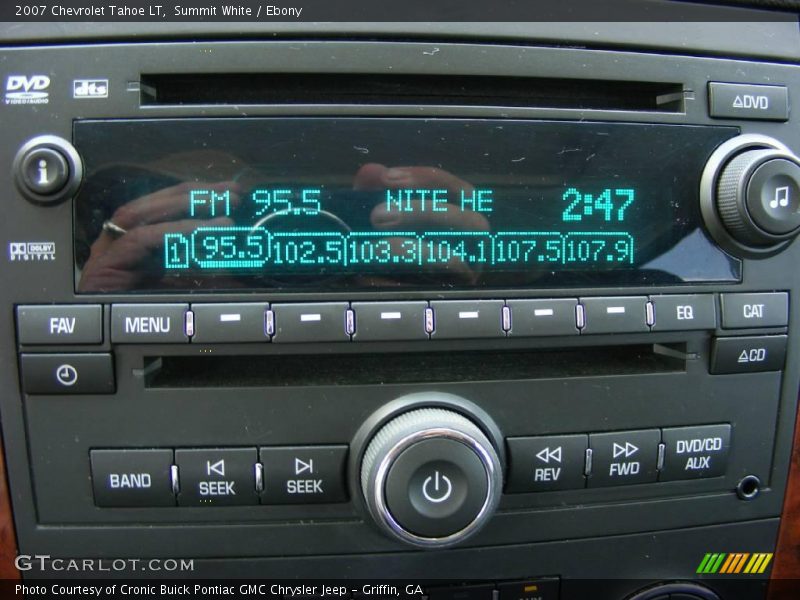 2007 Chevrolet Tahoe LT, Summit White / Ebony
DVD
VIDEO/AUDIO
dts
DVD
i
FM 95.5 NITE HE 2:47
1 95.5 102.5 103.3 104.1 107.5 107.9
DOLBY
DIGITAL
FAV MENU EQ CAT
CD
BAND SEEK SEEK REV FWD DVD/CD AUX
GTCARLOT.COM
Photo Courtesy of Cronic Buick Pontiac GMC Chrysler Jeep - Griffin, GA